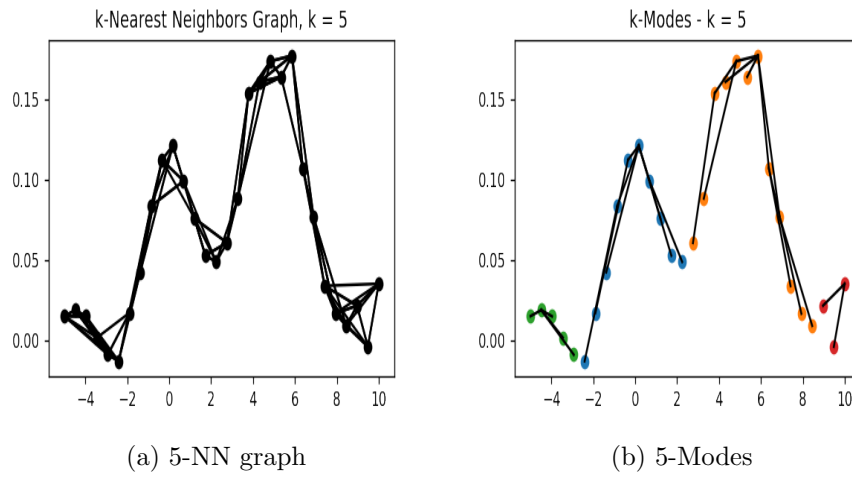 k-Nearest Neighbors Graph, k = 5
0.15
0.10
0.05
0.00
−4 −2 0 2 4 6 8 10
(a) 5-NN graph
k-Modes - k = 5
0.15
0.10
0.05
0.00
−4 −2 0 2 4 6 8 10
(b) 5-Modes